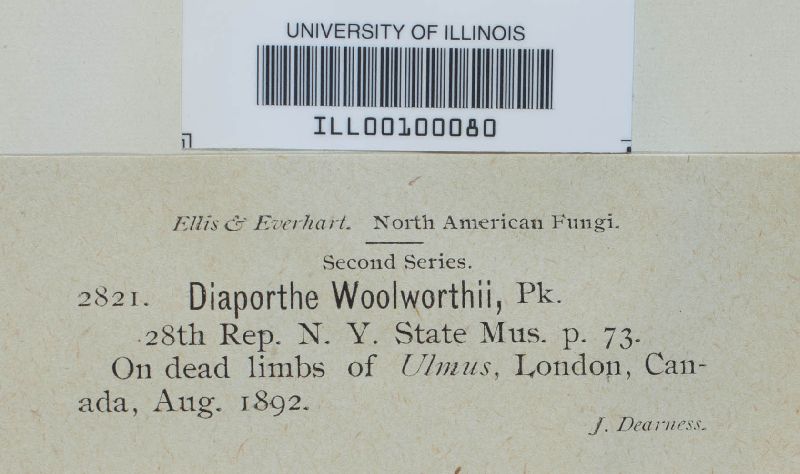 UNIVERSITY OF ILLINOIS
ILL00100080
Ellis & Everhart. North American Fungi.
Second Series.
2821. Diaporthe Woolworthii, Pk.
28th Rep. N. Y. State Mus. p. 73.
On dead limbs of Ulmus, London, Can-
ada, Aug. 1892.
J. Dearness.